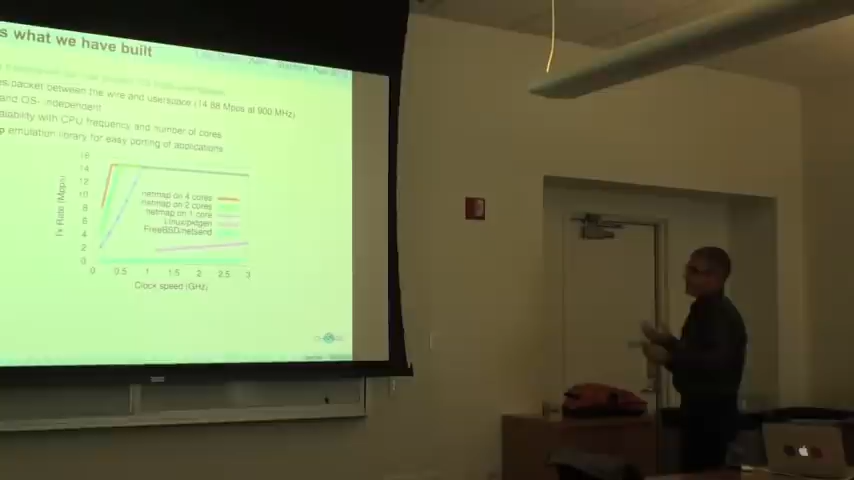 s what we have built
es packet between the wire and userspace (14.88 Mpps at 900 MHz)
and OS- independent
alability with CPU frequency and number of cores
p emulation library for easy porting of applications
16
14
12
10
8
6
4
2
0
Tx Rate (Mpps)
netmap on 4 cores
netmap on 2 cores
netmap on 1 core
Linux/pktgen
FreeBSD/netsend
0 0.5 1 1.5 2 2.5 3
Clock speed (GHz)